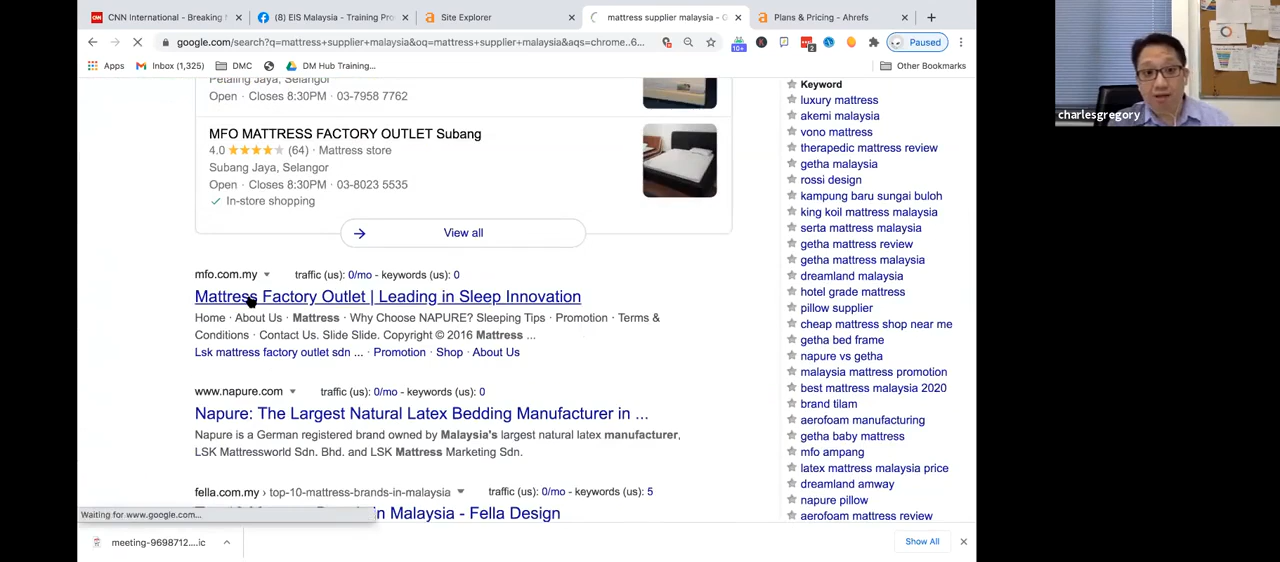 CNN International - Breaking N
(8) EIS Malaysia - Training Pro
Site Explorer
mattress supplier malaysia - G
Plans & Pricing - Ahrefs
google.com/search?q=mattress+supplier+malaysia&oq=mattress+supplier+malaysia&aqs=chrome..6...
10+
2
Paused
Apps
Inbox (1,325)
DMC
DM Hub Training...
Other Bookmarks
Petaling Jaya, Selangor
Open · Closes 8:30PM · 03-7958 7762
MFO MATTRESS FACTORY OUTLET Subang
4.0 ★★★★★ (64) · Mattress store
Subang Jaya, Selangor
Open · Closes 8:30PM · 03-8023 5535
In-store shopping
View all
mfo.com.my traffic (us): 0/mo - keywords (us): 0
Mattress Factory Outlet | Leading in Sleep Innovation
Home · About Us · Mattress · Why Choose NAPURE? Sleeping Tips · Promotion · Terms &
Conditions · Contact Us. Slide Slide. Copyright © 2016 Mattress ...
Lsk mattress factory outlet sdn ... · Promotion · Shop · About Us
www.napure.com traffic (us): 0/mo - keywords (us): 0
Napure: The Largest Natural Latex Bedding Manufacturer in ...
Napure is a German registered brand owned by Malaysia's largest natural latex manufacturer,
LSK Mattressworld Sdn. Bhd. and LSK Mattress Marketing Sdn.
fella.com.my › top-10-mattress-brands-in-malaysia traffic (us): 0/mo - keywords (us): 5
in Malaysia - Fella Design
Keyword
luxury mattress
akemi malaysia
vono mattress
therapedic mattress review
getha malaysia
rossi design
kampung baru sungai buloh
king koil mattress malaysia
serta mattress malaysia
getha mattress review
getha mattress malaysia
dreamland malaysia
hotel grade mattress
pillow supplier
cheap mattress shop near me
getha bed frame
napure vs getha
malaysia mattress promotion
best mattress malaysia 2020
brand tilam
aerofoam manufacturing
getha baby mattress
mfo ampang
latex mattress malaysia price
dreamland amway
napure pillow
aerofoam mattress review
Waiting for www.google.com...
meeting-9698712....ic
Show All
charlesgregory